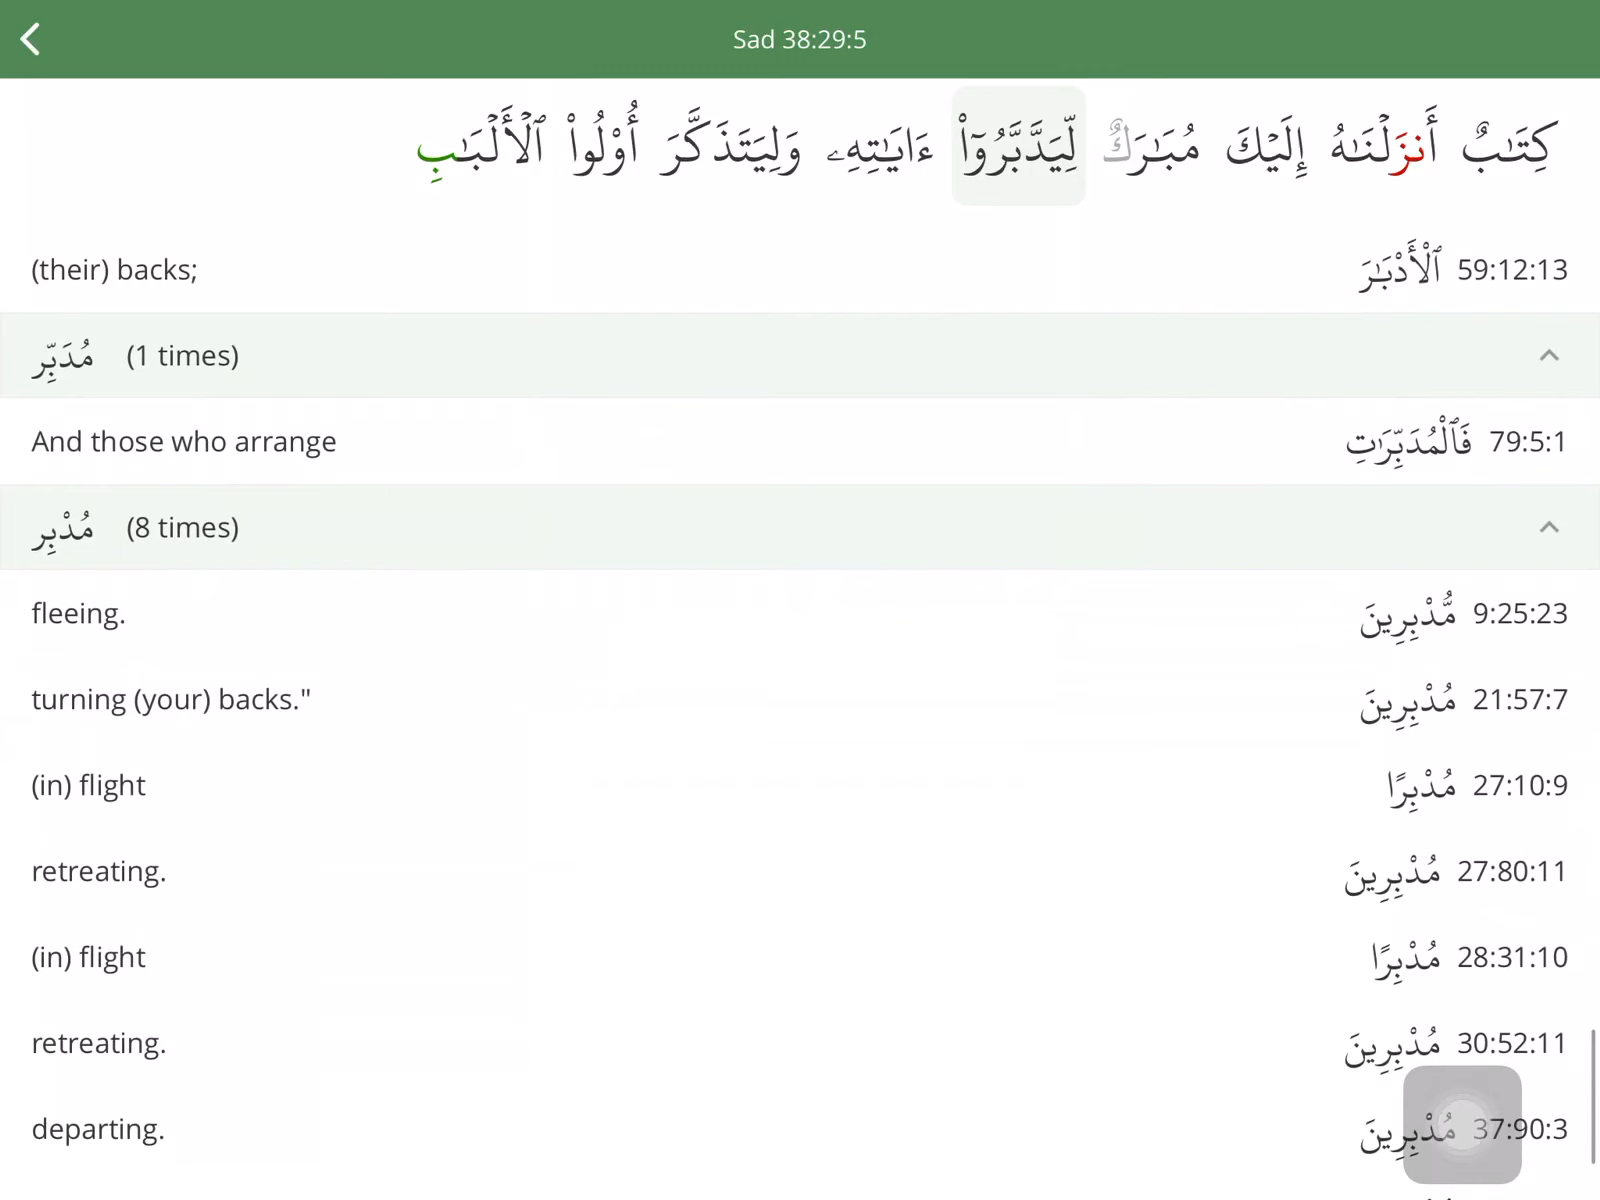 Sad 38:29:5
كِتَـٰبٌ أَنزَلْنَـٰهُ إِلَيْكَ مُبَـٰرَكٌ لِّيَدَّبَّرُوٓا۟ ءَايَـٰتِهِۦ وَلِيَتَذَكَّرَ أُو۟لُوا۟ ٱلْأَلْبَـٰبِ
(their) backs; ٱلْأَدْبَـٰرَ 59:12:13
مُدَبِّر (1 times)
And those who arrange فَٱلْمُدَبِّرَٰتِ 79:5:1
مُدْبِر (8 times)
fleeing. مُّدْبِرِينَ 9:25:23
turning (your) backs." مُدْبِرِينَ 21:57:7
(in) flight مُدْبِرًا 27:10:9
retreating. مُدْبِرِينَ 27:80:11
(in) flight مُدْبِرًا 28:31:10
retreating. مُدْبِرِينَ 30:52:11
departing. مُدْبِرِينَ 37:90:3